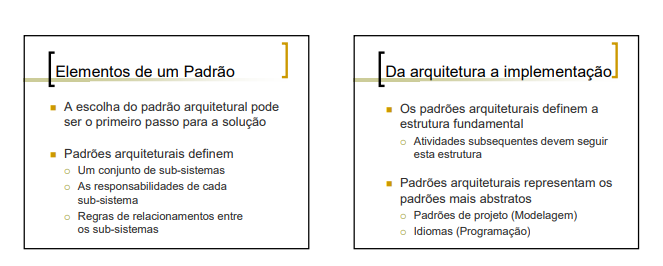 Elementos de um Padrão
A escolha do padrão arquitetural pode
ser o primeiro passo para a solução
Padrões arquiteturais definem
Um conjunto de sub-sistemas
As responsabilidades de cada
sub-sistema
Regras de relacionamentos entre
os sub-sistemas
Da arquitetura a implementação
Os padrões arquiteturais definem a
estrutura fundamental
Atividades subsequentes devem seguir
esta estrutura
Padrões arquiteturais representam os
padrões mais abstratos
Padrões de projeto (Modelagem)
Idiomas (Programação)